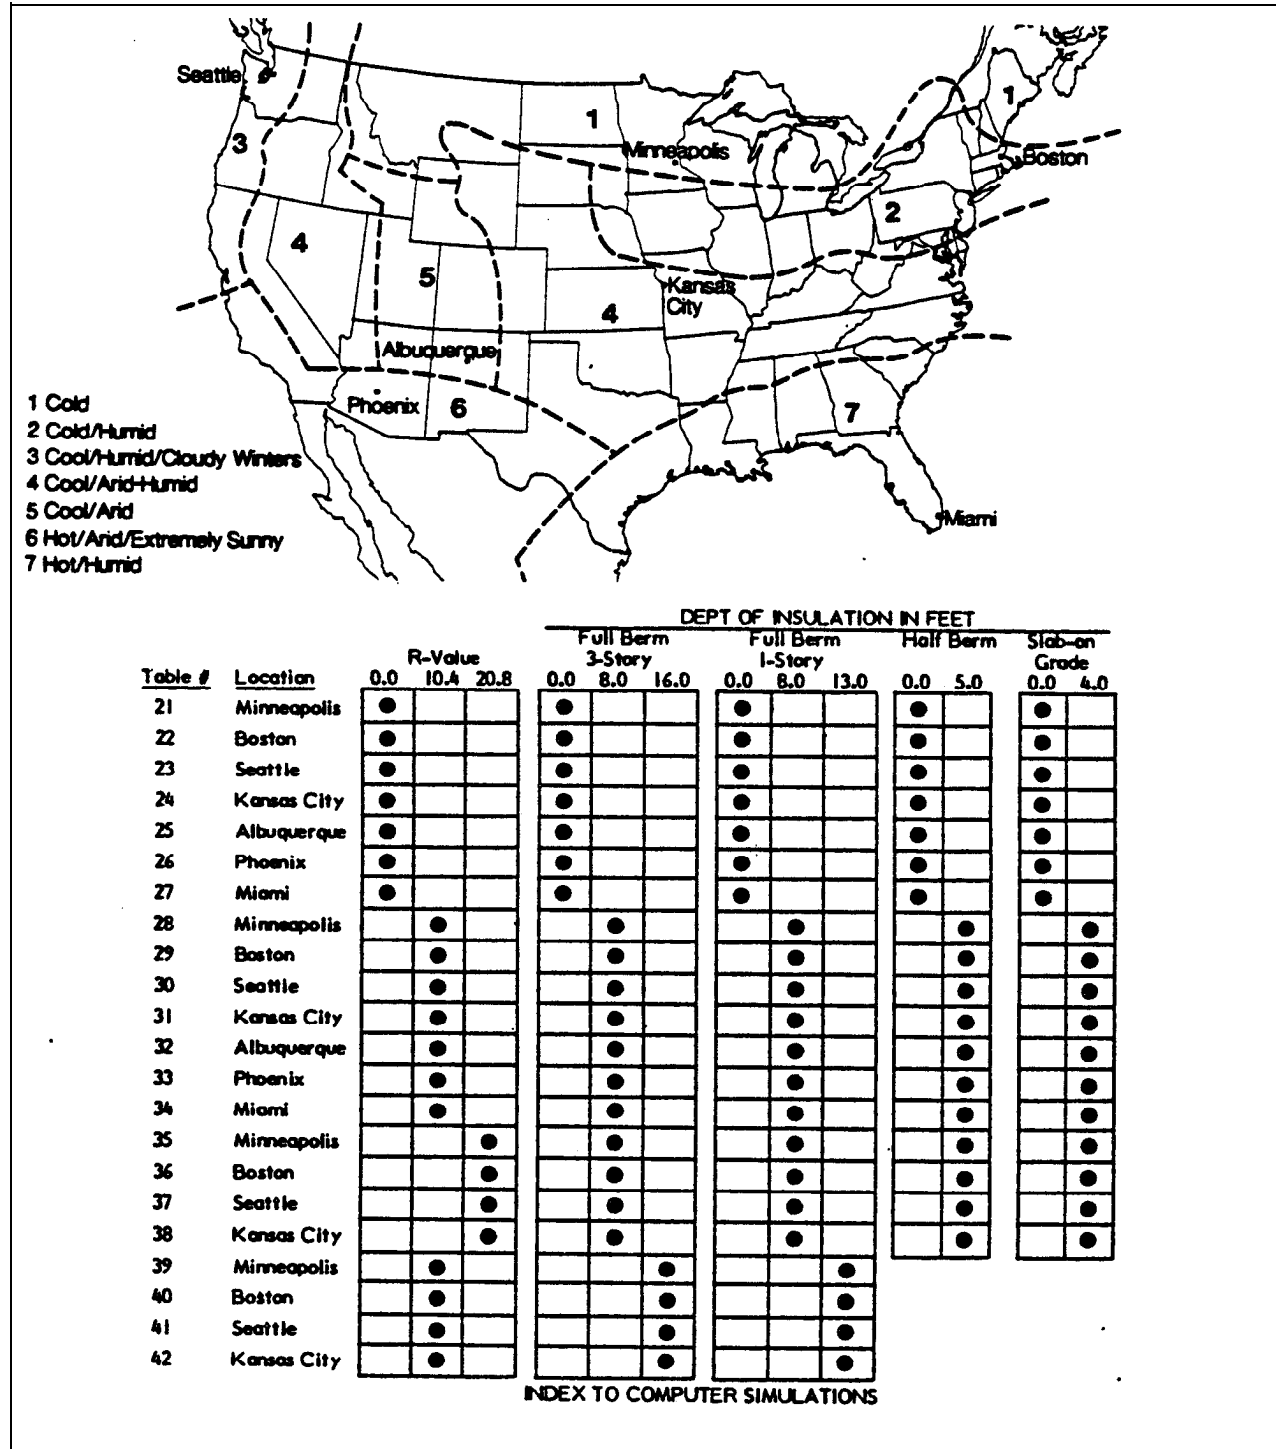 Seattle
1
1
3
Minneapolis
Boston
2
4
5
Kansas
City
4
Albuquerque
Phoenix
6
7
1 Cold
2 Cold/Humid
3 Cool/Humid/Cloudy Winters
4 Cool/Arid-Humid
5 Cool/Arid
6 Hot/Arid/Extremely Sunny
7 Hot/Humid
Miami
DEPT OF INSULATION IN FEET
Full Berm Full Berm Half Berm Slab-on
R-Value 3-Story 1-Story Grade
Table # Location 0.0 10.4 20.8 0.0 8.0 16.0 0.0 8.0 13.0 0.0 5.0 0.0 4.0
21 Minneapolis
22 Boston
23 Seattle
24 Kansas City
25 Albuquerque
26 Phoenix
27 Miami
28 Minneapolis
29 Boston
30 Seattle
31 Kansas City
32 Albuquerque
33 Phoenix
34 Miami
35 Minneapolis
36 Boston
37 Seattle
38 Kansas City
39 Minneapolis
40 Boston
41 Seattle
42 Kansas City
INDEX TO COMPUTER SIMULATIONS